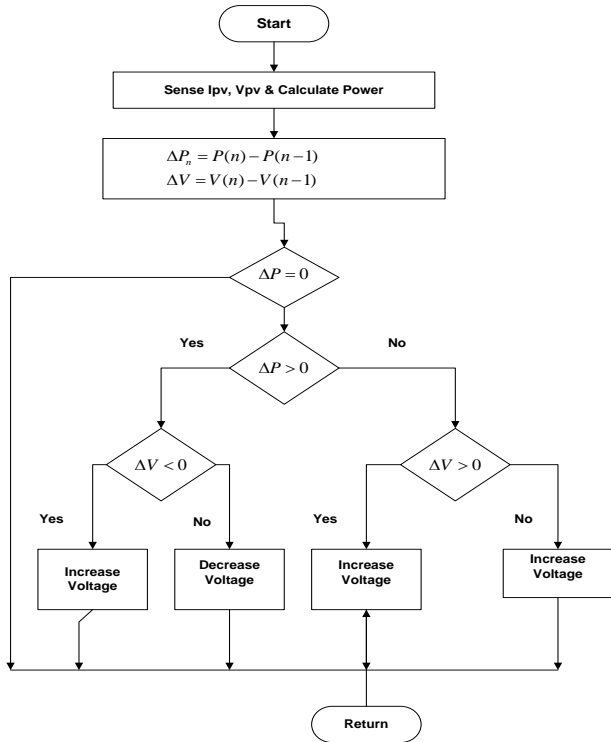 Start
Sense Ipv, Vpv & Calculate Power
ΔPₙ = P(n) − P(n−1)
ΔV = V(n) − V(n−1)
ΔP = 0
Yes
No
ΔP > 0
ΔV < 0
ΔV > 0
Yes
No
Yes
No
Increase
Voltage
Decrease
Voltage
Increase
Voltage
Increase
Voltage
Return